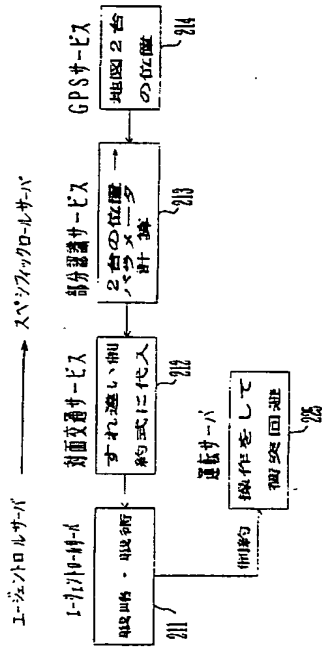 エージェントロールサーバ → スペシフィックロールサーバ
エージェントロールサーバ
戦略・戦術
211
対面交通サービス
すれ違い制
約式に代入
212
部分認識サービス
2台の位置→
パラメータ
計算
213
GPSサービス
地図2台
の位置
214
制約
運転サーバ
操作をして
衝突回避
225